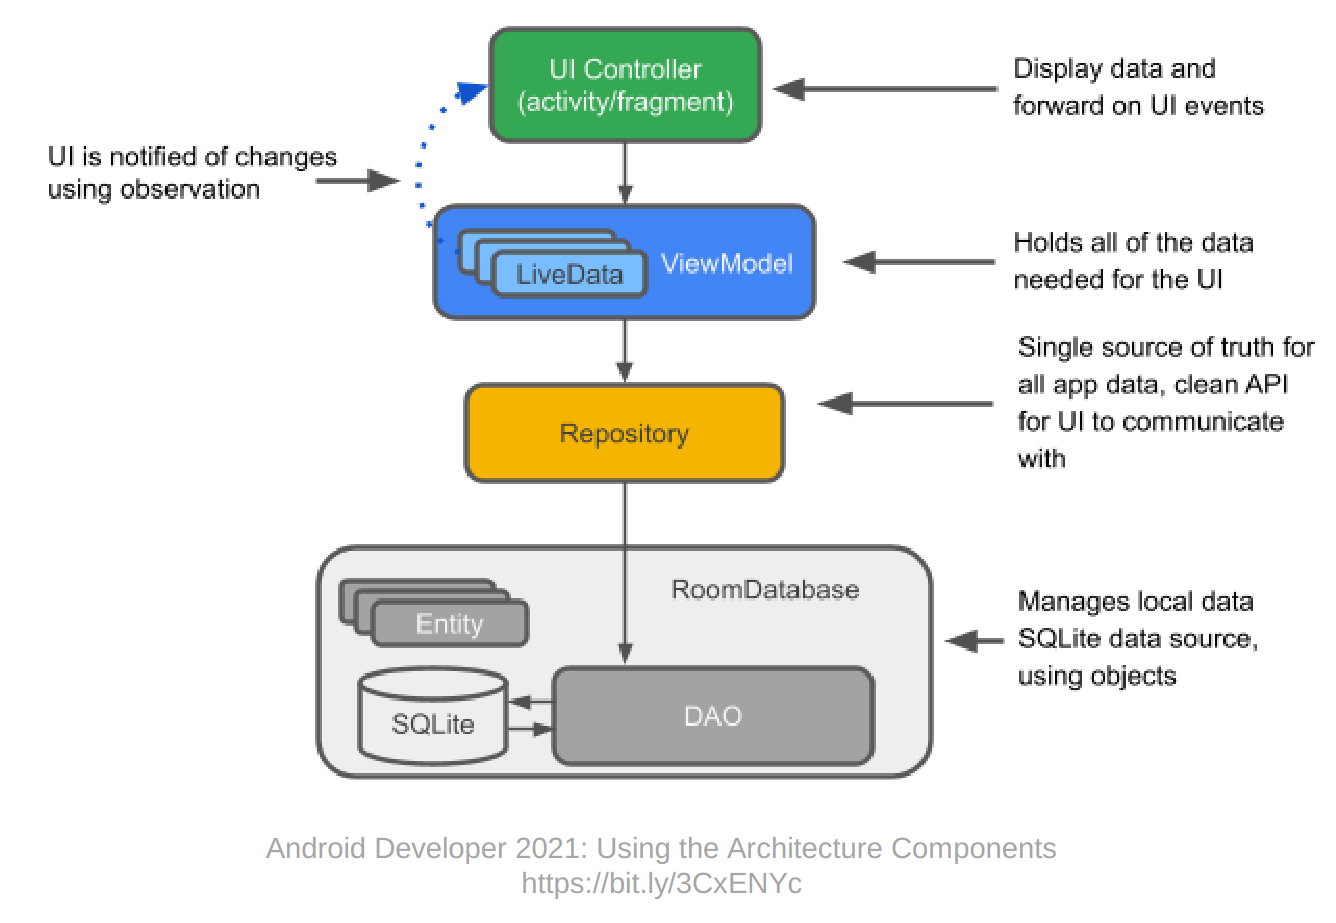 UI Controller
(activity/fragment)
Display data and
forward on UI events
UI is notified of changes
using observation
LiveData
ViewModel
Holds all of the data
needed for the UI
Repository
Single source of truth for
all app data, clean API
for UI to communicate
with
RoomDatabase
Entity
SQLite
DAO
Manages local data
SQLite data source,
using objects
Android Developer 2021: Using the Architecture Components
https://bit.ly/3CxENYc